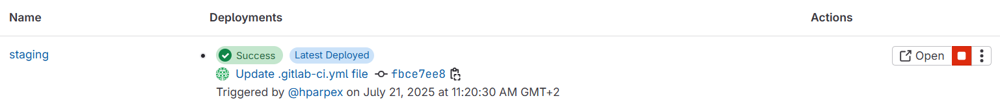 Name Deployments Actions
staging Success Latest Deployed Open
Update .gitlab-ci.yml file fbce7ee8
Triggered by @hparpex on July 21, 2025 at 11:20:30 AM GMT+2